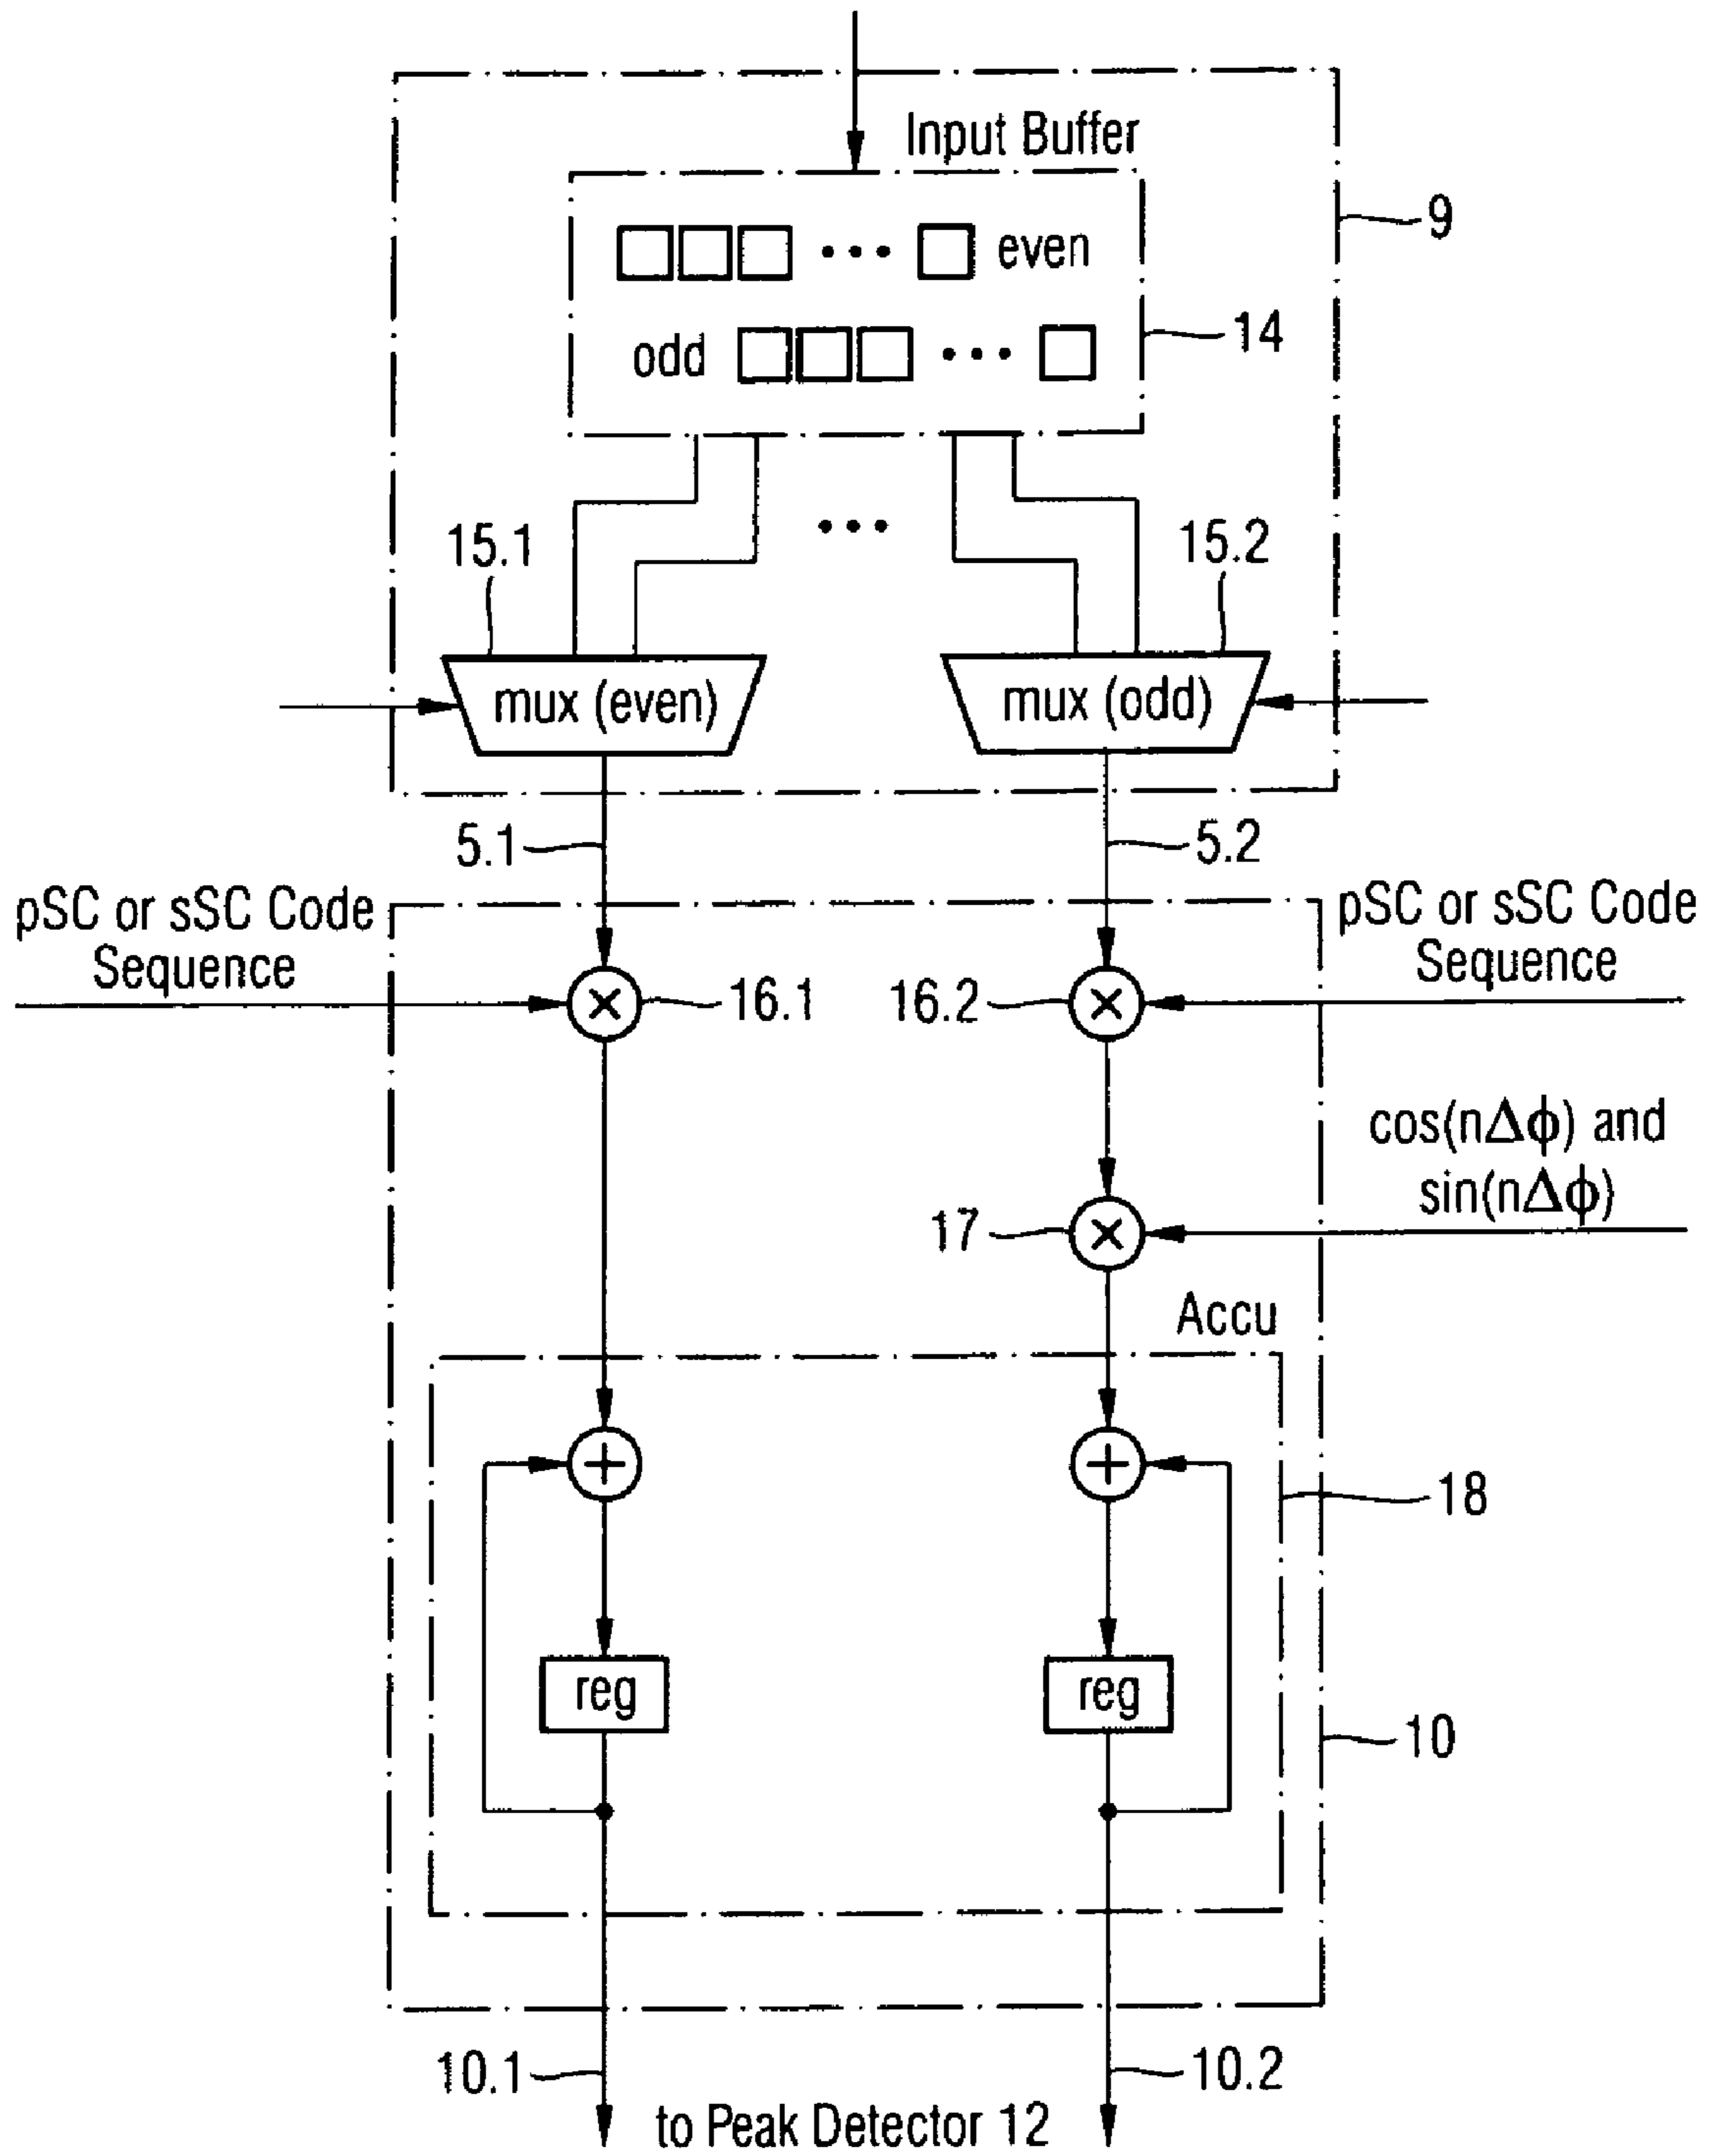 Input Buffer
9
even
14
odd
15.1
15.2
mux (even)
mux (odd)
5.1
5.2
pSC or sSC Code
Sequence
pSC or sSC Code
Sequence
16.1
16.2
cos(nΔϕ) and
sin(nΔϕ)
17
Accu
18
reg
reg
10
10.1
10.2
to Peak Detector 12